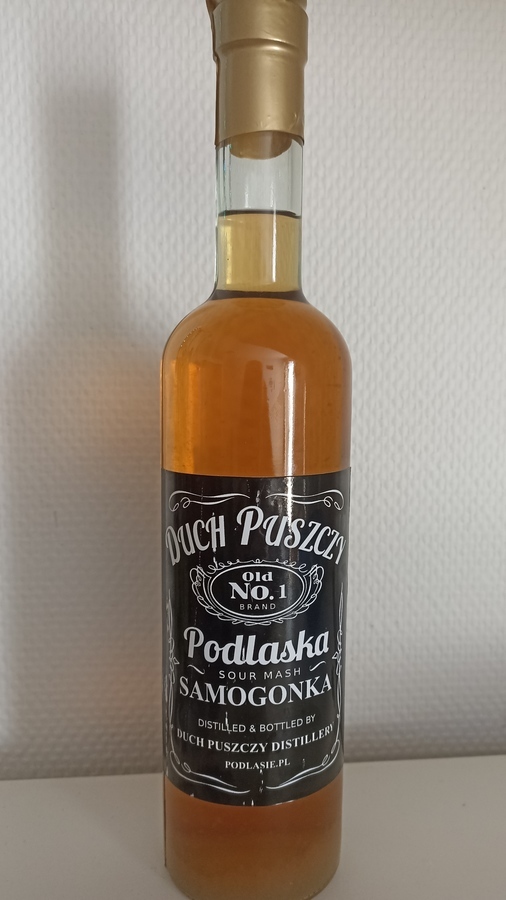 DUCH PUSZCZY
Old
No.1
BRAND
Podlaska
SOUR MASH
SAMOGONKA
DISTILLED & BOTTLED BY
DUCH PUSZCZY DISTILLERY
PODLASIE.PL